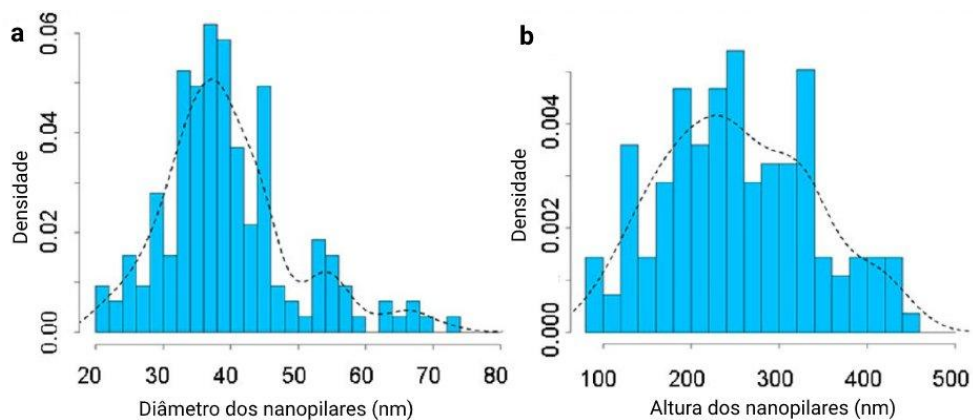 a
Densidade
0.00
0.02
0.04
0.06
20 30 40 50 60 70 80
Diâmetro dos nanopilares (nm)
b
Densidade
0.000
0.002
0.004
100 200 300 400 500
Altura dos nanopilares (nm)